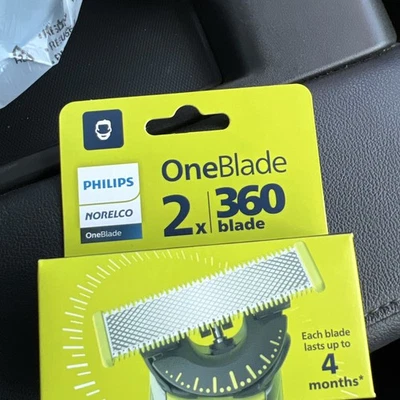 OneBlade
PHILIPS
NORELCO
OneBlade
2x
360
blade
Each blade
lasts up to
4
months*